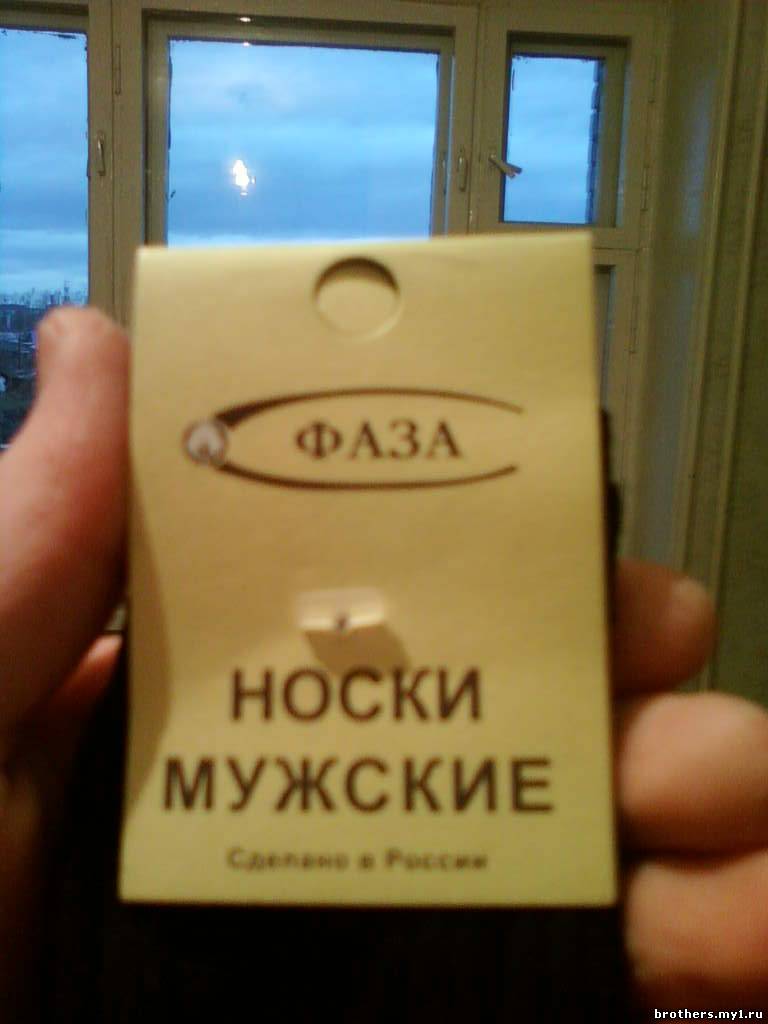 ФАЗА
НОСКИ
МУЖСКИЕ
Сделано в России
brothers.my1.ru